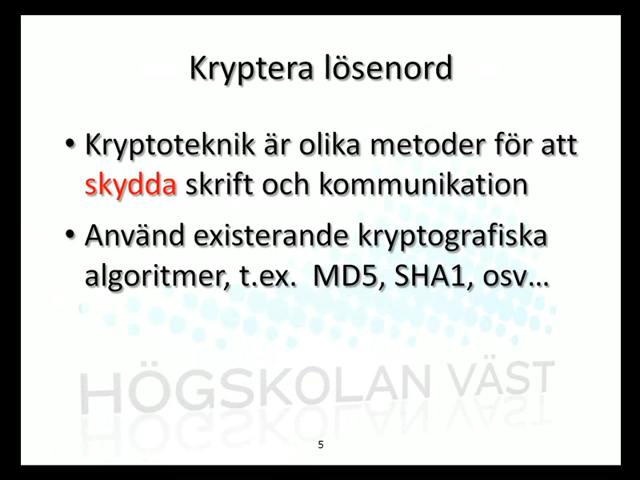 Kryptera lösenord
• Kryptoteknik är olika metoder för att
skydda skrift och kommunikation
• Använd existerande kryptografiska
algoritmer, t.ex. MD5, SHA1, osv…
HÖGSKOLAN VÄST
5